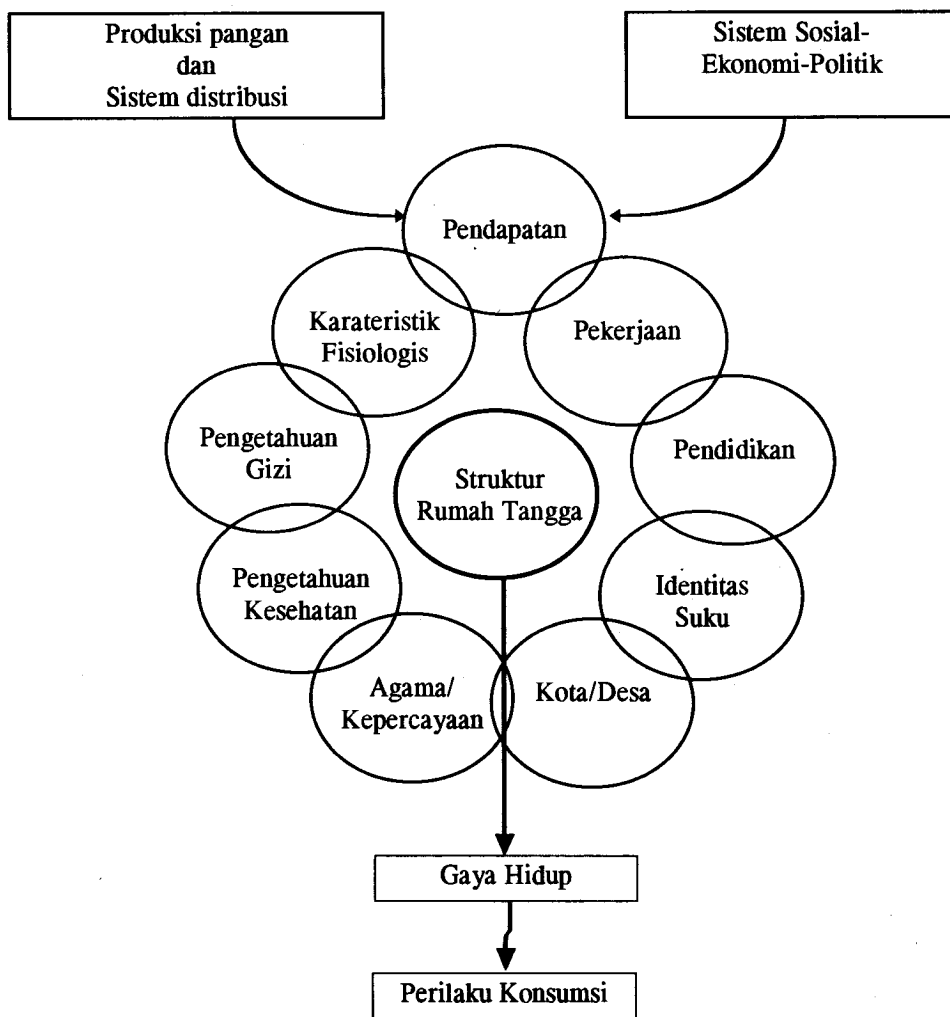 Produksi pangan
dan
Sistem distribusi
Sistem Sosial-
Ekonomi-Politik
Pendapatan
Karateristik
Fisiologis
Pekerjaan
Pengetahuan
Gizi
Struktur
Rumah Tangga
Pendidikan
Pengetahuan
Kesehatan
Identitas
Suku
Agama/
Kepercayaan
Kota/Desa
Gaya Hidup
Perilaku Konsumsi